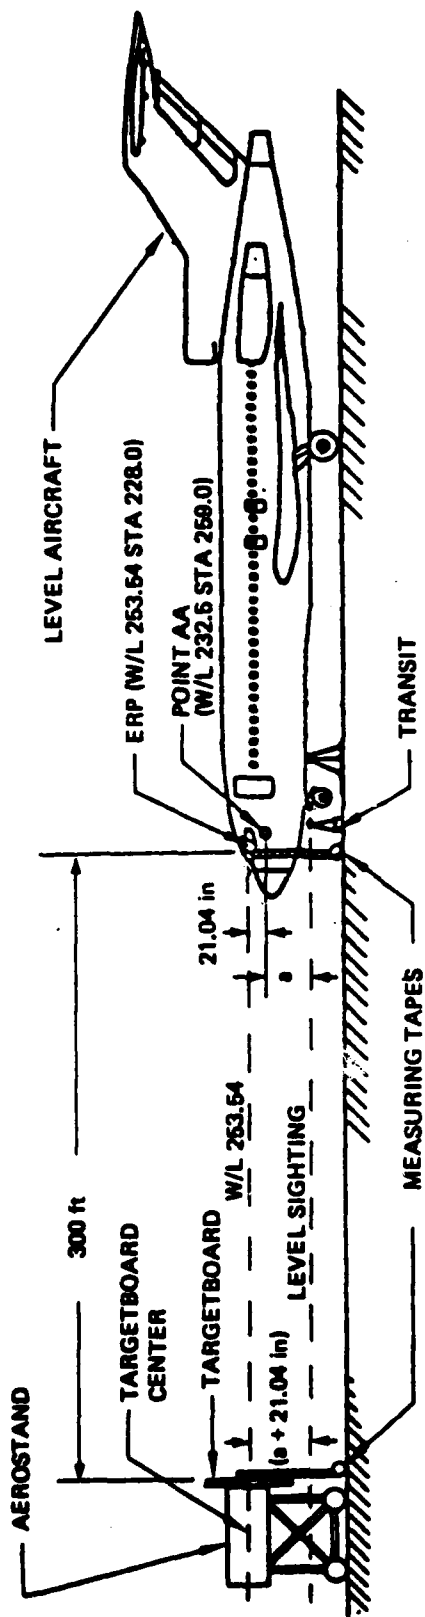 LEVEL AIRCRAFT
ERP (W/L 253.54 STA 228.0)
POINT AA
(W/L 232.5 STA 259.0)
TRANSIT
21.04 in
a
MEASURING TAPES
300 ft
W/L 253.54
LEVEL SIGHTING
TARGETBOARD
CENTER
TARGETBOARD
(a + 21.04 in)
AEROSTAND